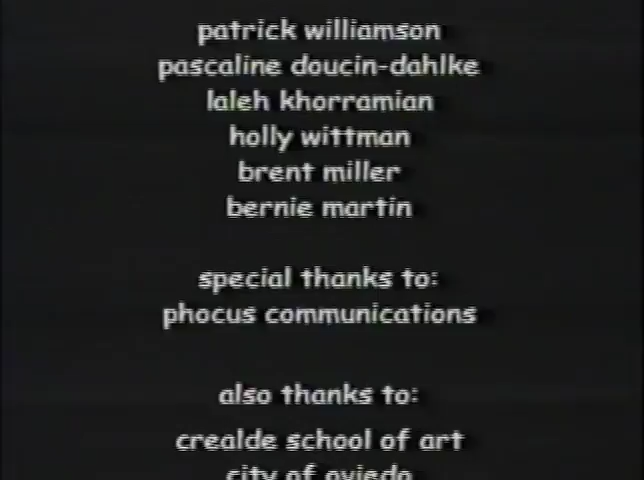 patrick williamson
pascaline doucin-dahlke
laleh khorramian
holly wittman
brent miller
bernie martin
special thanks to:
phocus communications
also thanks to:
crealde school of art
city of oviedo